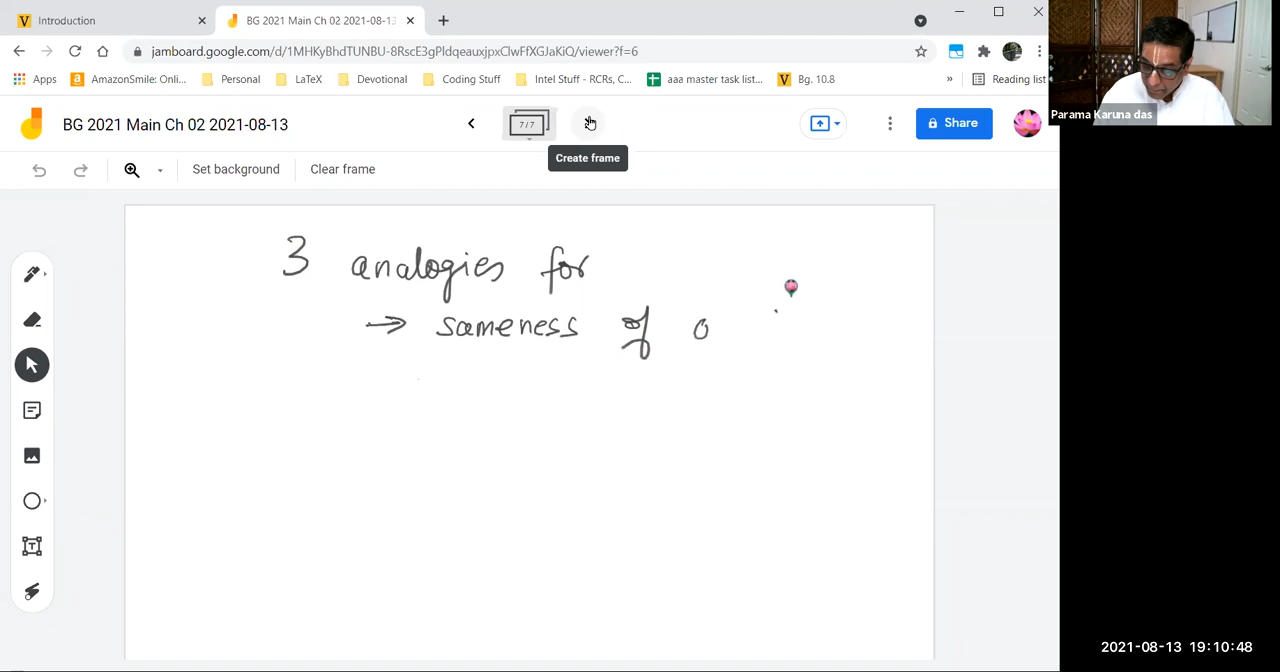 Introduction
BG 2021 Main Ch 02 2021-08-13
jamboard.google.com/d/1MHKyBhdTUNBU-8RscE3gPldqeauxjpxClwFfXGJaKiQ/viewer?f=6
Apps
AmazonSmile: Onli...
Personal
LaTeX
Devotional
Coding Stuff
Intel Stuff - RCRs, C...
aaa master task list...
Bg. 10.8
»
Reading list
Parama Karuna das
BG 2021 Main Ch 02 2021-08-13
7/7
Share
Create frame
Set background
Clear frame
3 analogies for
→ sameness of o
2021-08-13 19:10:48